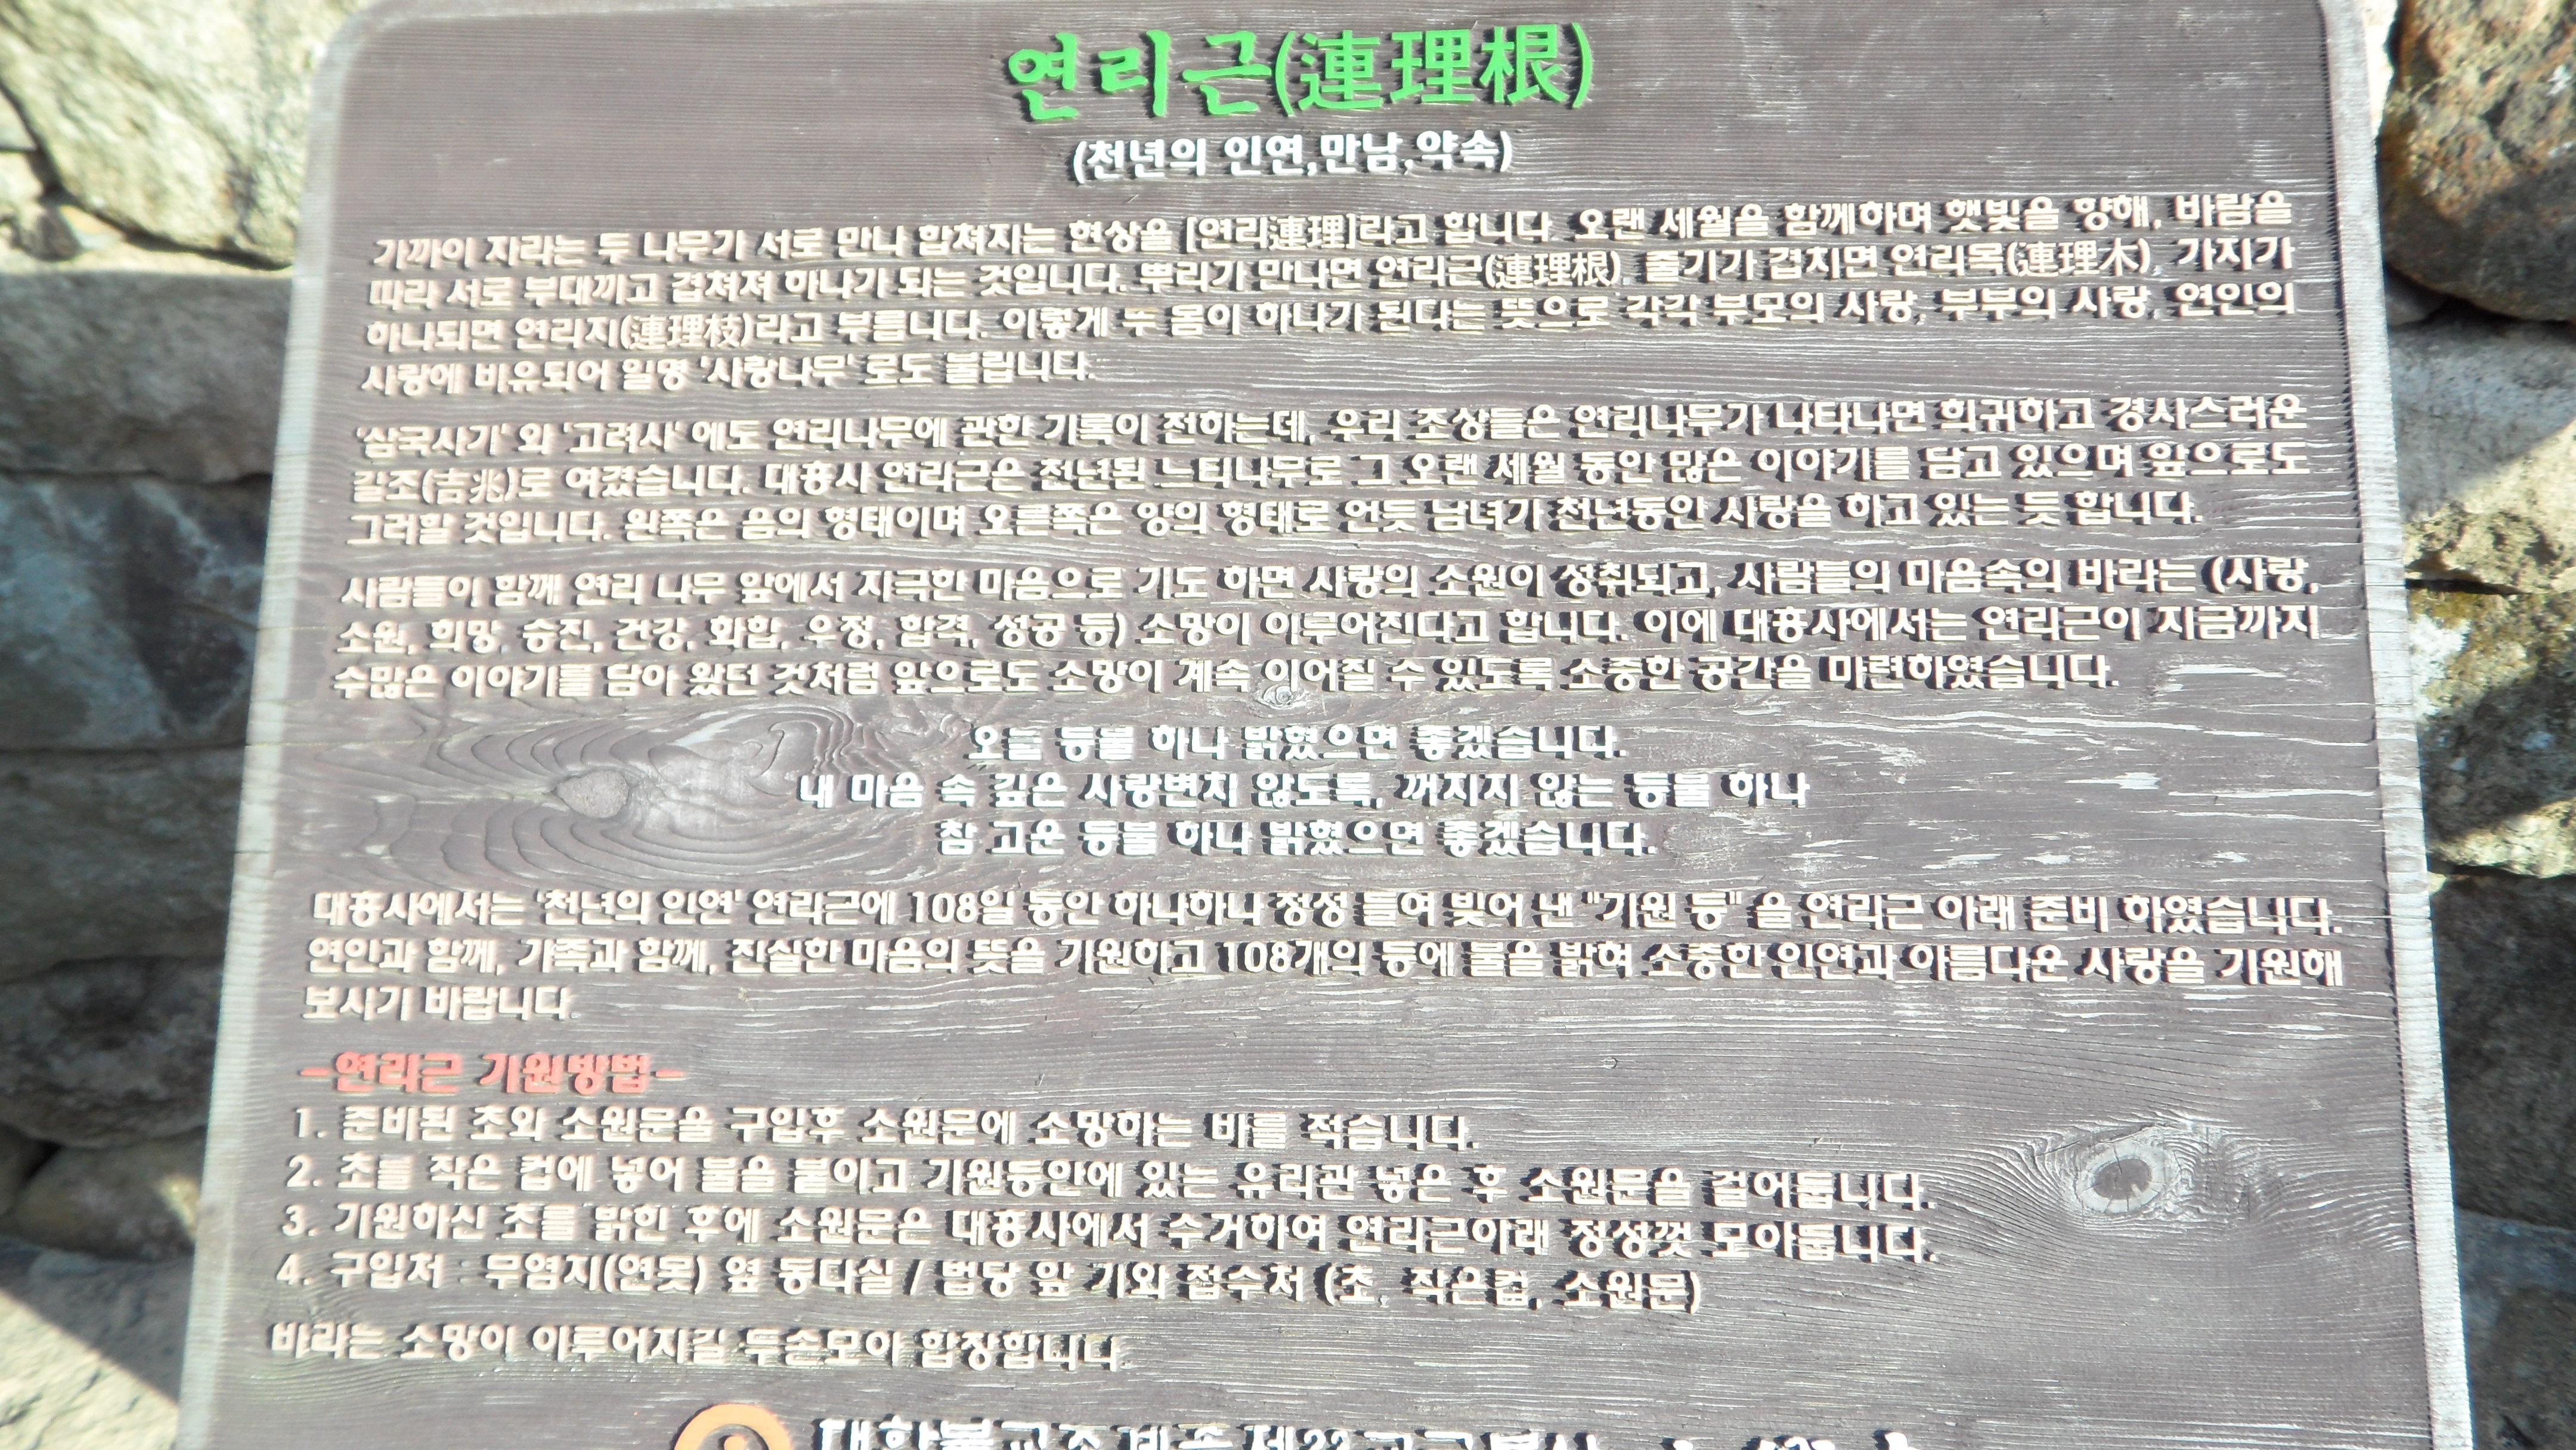 연리근(連理根)
(천년의 인연,만남,약속)
가까이 자라는 두 나무가 서로 만나 합쳐지는 현상을 [연리連理]라고 합니다. 오랜 세월을 함께하며 햇빛을 향해, 바람을
따라 서로 부대끼고 겹쳐져 하나가 되는 것입니다. 뿌리가 만나면 연리근(連理根), 줄기가 겹치면 연리목(連理木), 가지가
하나되면 연리지(連理枝)라고 부릅니다. 이렇게 두 몸이 하나가 된다는 뜻으로 각각 부모의 사랑, 부부의 사랑, 연인의
사랑에 비유되어 일명 '사랑나무' 로도 불립니다.
'삼국사기' 와 '고려사' 에도 연리나무에 관한 기록이 전하는데, 우리 조상들은 연리나무가 나타나면 희귀하고 경사스러운
길조(吉兆)로 여겼습니다. 대흥사 연리근은 천년된 느티나무로 그 오랜 세월 동안 많은 이야기를 담고 있으며 앞으로도
그러할 것입니다. 왼쪽은 음의 형태이며 오른쪽은 양의 형태로 언듯 남녀가 천년동안 사랑을 하고 있는 듯 합니다.
사람들이 함께 연리 나무 앞에서 지극한 마음으로 기도 하면 사랑의 소원이 성취되고, 사람들의 마음속의 바라는 (사랑,
소원, 희망, 승진, 건강, 화합, 우정, 합격, 성공 등) 소망이 이루어진다고 합니다. 이에 대흥사에서는 연리근이 지금까지
수많은 이야기를 담아 왔던 것처럼 앞으로도 소망이 계속 이어질 수 있도록 소중한 공간을 마련하였습니다.
오늘 등불 하나 밝혔으면 좋겠습니다.
내 마음 속 깊은 사랑변치 않도록, 꺼지지 않는 등불 하나
참 고운 등불 하나 밝혔으면 좋겠습니다.
대흥사에서는 '천년의 인연' 연리근에 108일 동안 하나하나 정성 들여 빚어 낸 "기원 등" 을 연리근 아래 준비 하였습니다.
연인과 함께, 가족과 함께, 진실한 마음의 뜻을 기원하고 108개의 등에 불을 밝혀 소중한 인연과 아름다운 사랑을 기원해
보시기 바랍니다.
-연리근 기원방법-
1. 준비된 초와 소원문을 구입후 소원문에 소망하는 바를 적습니다.
2. 초를 작은 컵에 넣어 불을 붙이고 기원등안에 있는 유리관 넣은 후 소원문을 걸어둡니다.
3. 기원하신 초를 밝힌 후에 소원문은 대흥사에서 수거하여 연리근아래 정성껏 모아둡니다.
4. 구입처 : 무염지(연못) 옆 동다실 / 법당 앞 기와 접수처 (초, 작은컵, 소원문)
바라는 소망이 이루어지길 두손모아 합장합니다.
대한불교조계종 제22교구본사